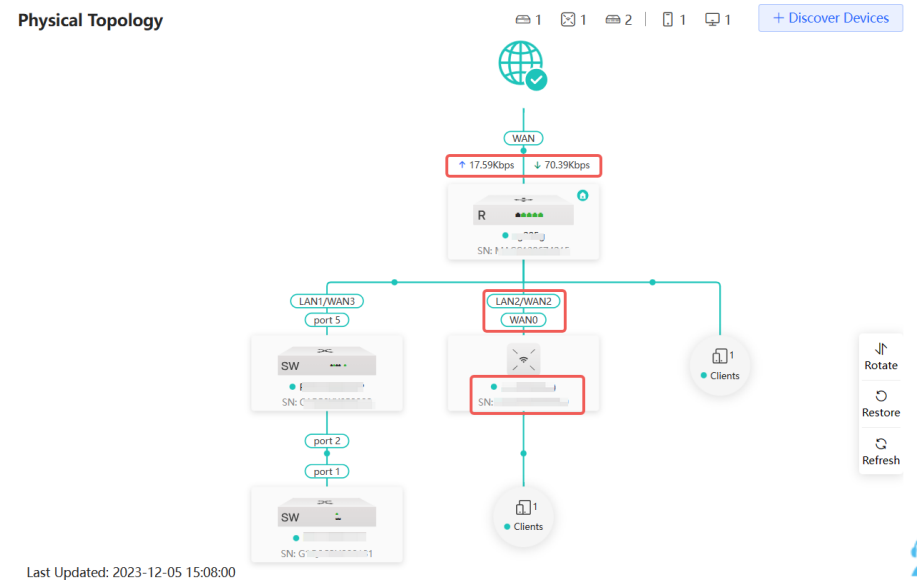 Physical Topology
1 1 2 1 1
+ Discover Devices
WAN
↑ 17.59Kbps ↓ 70.39Kbps
R
SN:
LAN1/WAN3
LAN2/WAN2
port 5
WAN0
1
Clients
SW
SN:
SN:
port 2
port 1
1
Clients
SW
SN:
Rotate
Restore
Refresh
Last Updated: 2023-12-05 15:08:00